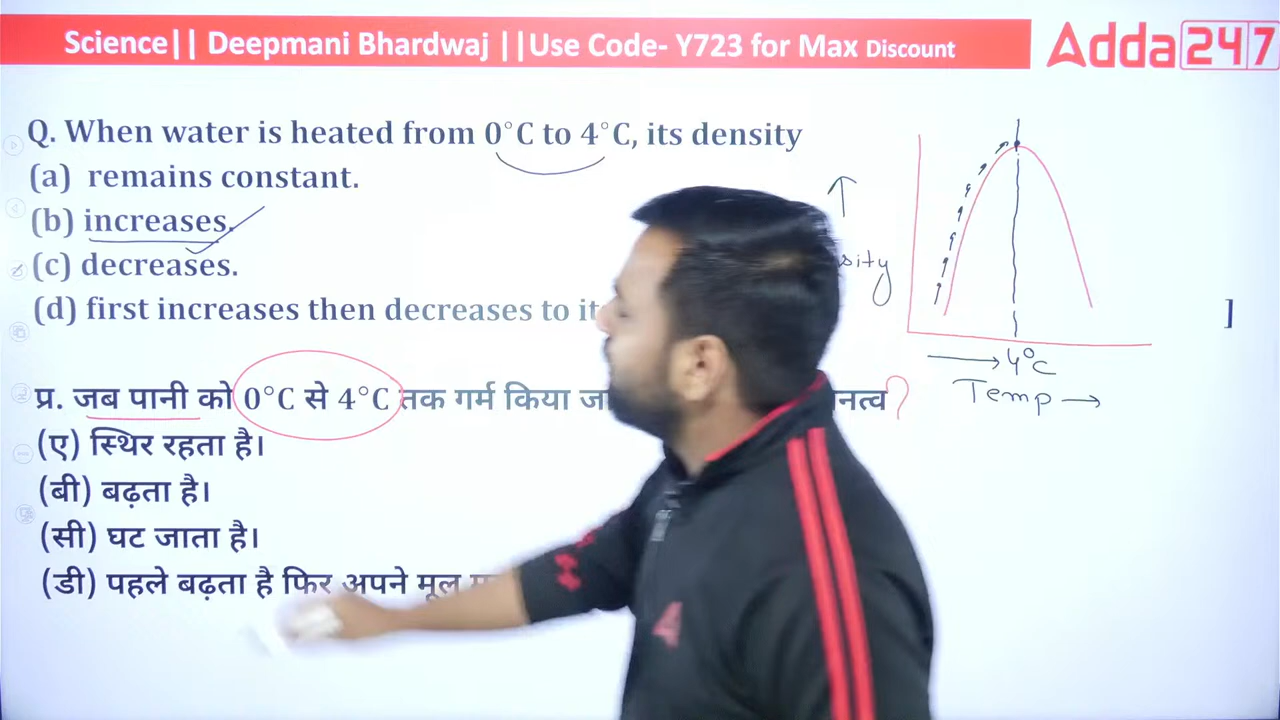 Science|| Deepmani Bhardwaj ||Use Code- Y723 for Max Discount
Adda247
Q. When water is heated from 0°C to 4°C, its density
(a) remains constant.
(b) increases.
(c) decreases.
(d) first increases then decreases to it
]
sity
4°C
Temp
प्र. जब पानी को 0°C से 4°C तक गर्म किया जा नत्व?
(ए) स्थिर रहता है।
(बी) बढ़ता है।
(सी) घट जाता है।
(डी) पहले बढ़ता है फिर अपने मूल